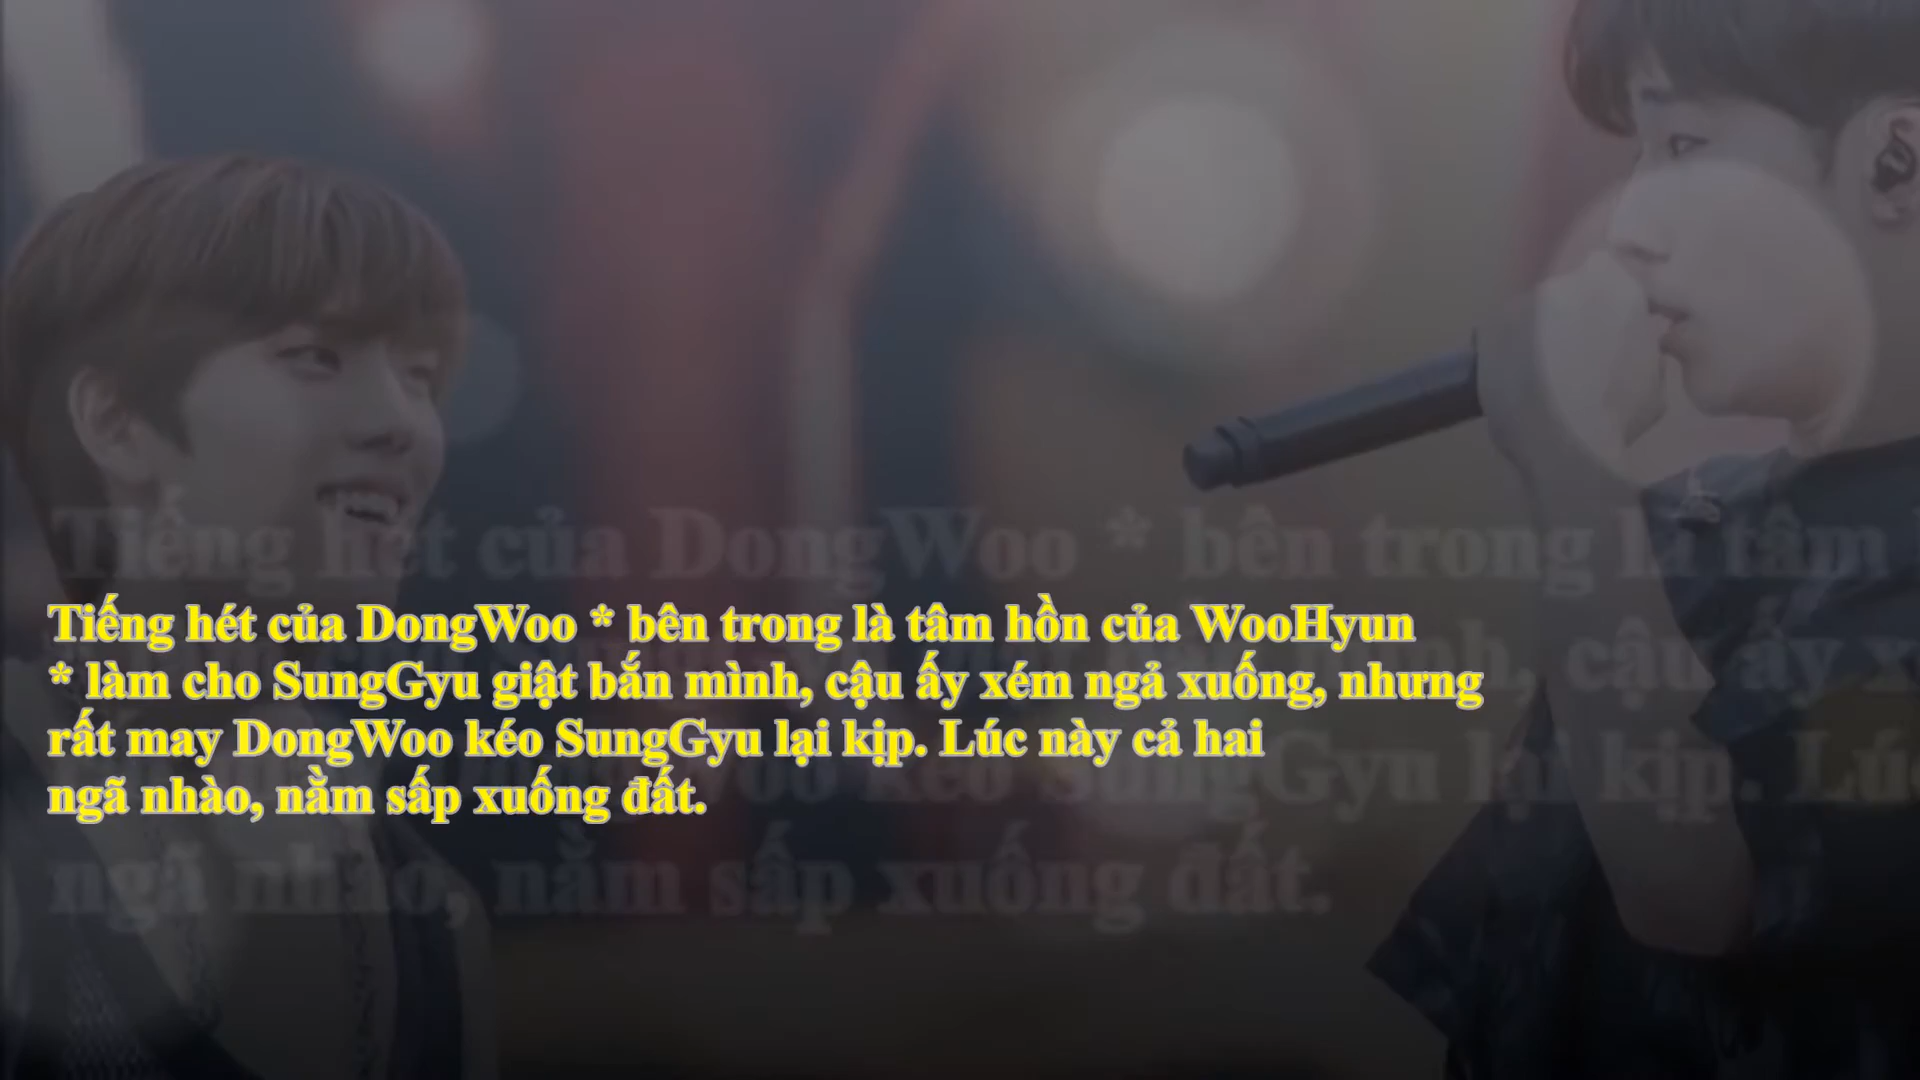 Tiếng hét của DongWoo * bên trong là tâm hồn của WooHyun
* làm cho SungGyu giật bắn mình, cậu ấy xém ngả xuống, nhưng
rất may DongWoo kéo SungGyu lại kịp. Lúc này cả hai
ngã nhào, nằm sấp xuống đất.